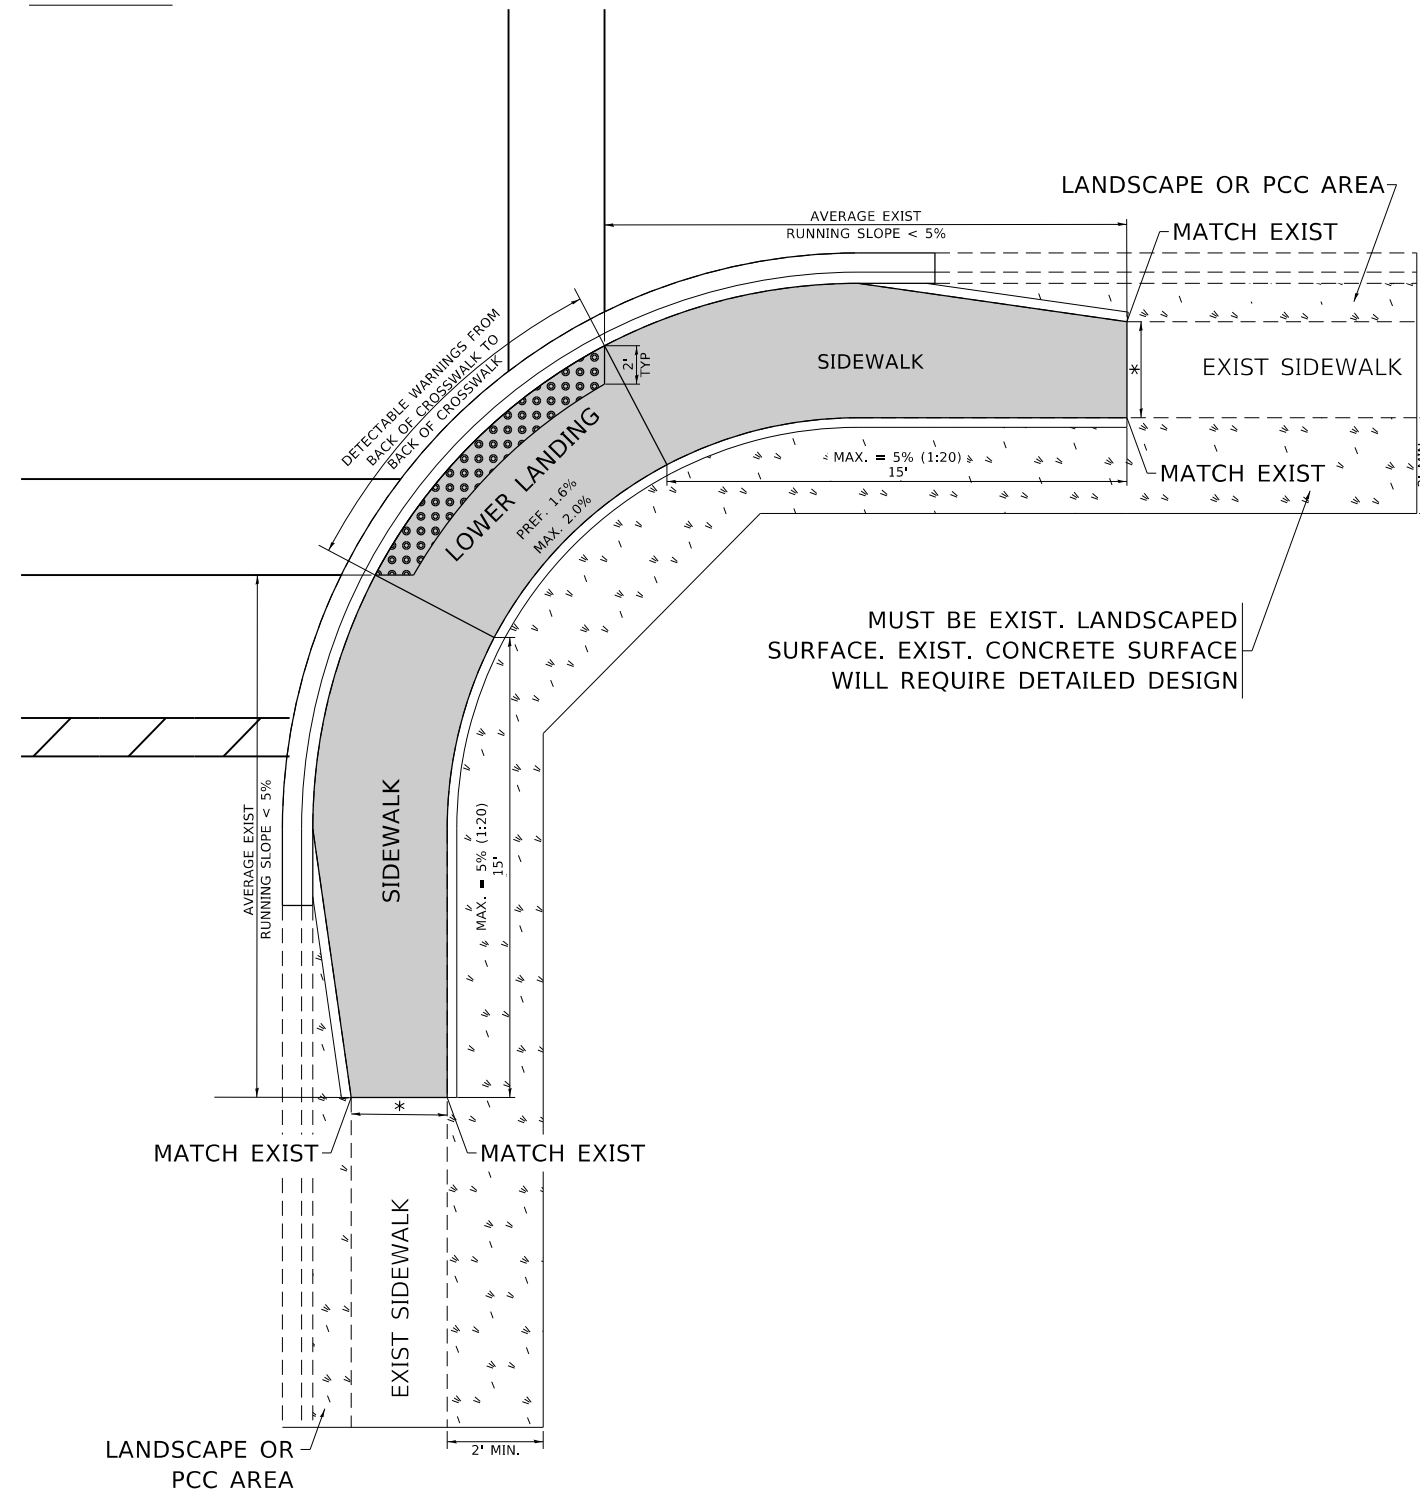 LANDSCAPE OR PCC AREA
AVERAGE EXIST
RUNNING SLOPE < 5%
MATCH EXIST
DETECTABLE WARNINGS FROM
BACK OF CROSSWALK TO
BACK OF CROSSWALK
2'
TYP
SIDEWALK
*
EXIST SIDEWALK
LOWER LANDING
PREF. 1.6%
MAX. 2.0%
MAX. = 5% (1:20)
15'
MATCH EXIST
MUST BE EXIST. LANDSCAPED
SURFACE. EXIST. CONCRETE SURFACE
WILL REQUIRE DETAILED DESIGN
AVERAGE EXIST
RUNNING SLOPE < 5%
SIDEWALK
MAX. = 5% (1:20)
15'
*
MATCH EXIST
MATCH EXIST
EXIST SIDEWALK
2' MIN.
LANDSCAPE OR
PCC AREA